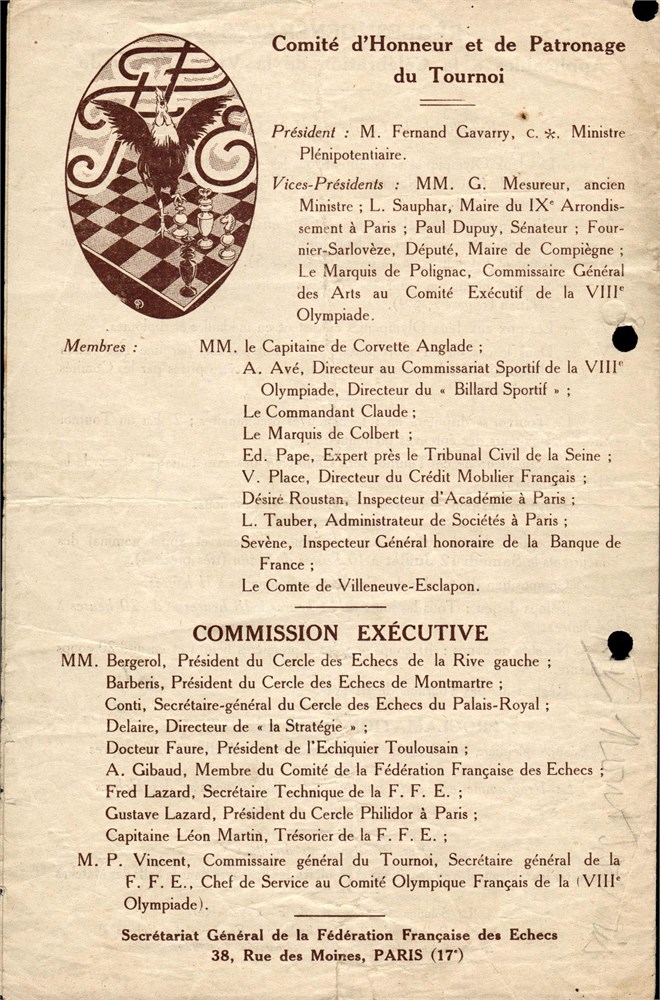 Comité d'Honneur et de Patronage
du Tournoi
Président : M. Fernand Gavarry, C. ✻, Ministre
Plénipotentiaire.
Vices-Présidents : MM. G. Mesureur, ancien
Ministre ; L. Sauphar, Maire du IXe Arrondis-
sement à Paris ; Paul Dupuy, Sénateur ; Four-
nier-Sarlovèze, Député, Maire de Compiègne ;
Le Marquis de Polignac, Commissaire Général
des Arts au Comité Exécutif de la VIIIe
Olympiade.
Membres : MM. le Capitaine de Corvette Anglade ;
A. Avé, Directeur au Commissariat Sportif de la VIIIe
Olympiade, Directeur du « Billard Sportif » ;
Le Commandant Claude ;
Le Marquis de Colbert ;
Ed. Pape, Expert près le Tribunal Civil de la Seine ;
V. Place, Directeur du Crédit Mobilier Français ;
Désiré Roustan, Inspecteur d'Académie à Paris ;
L. Tauber, Administrateur de Sociétés à Paris ;
Sevène, Inspecteur Général honoraire de la Banque de
France ;
Le Comte de Villeneuve-Esclapon.
COMMISSION EXÉCUTIVE
MM. Bergerol, Président du Cercle des Echecs de la Rive gauche ;
Barberis, Président du Cercle des Echecs de Montmartre ;
Conti, Secrétaire-général du Cercle des Echecs du Palais-Royal ;
Delaire, Directeur de « la Stratégie » ;
Docteur Faure, Président de l'Echiquier Toulousain ;
A. Gibaud, Membre du Comité de la Fédération Française des Echecs ;
Fred Lazard, Secrétaire Technique de la F. F. E. ;
Gustave Lazard, Président du Cercle Philidor à Paris ;
Capitaine Léon Martin, Trésorier de la F. F. E. ;
M. P. Vincent, Commissaire général du Tournoi, Secrétaire général de la
F. F. E., Chef de Service au Comité Olympique Français de la (VIIIe
Olympiade).
Secrétariat Général de la Fédération Française des Echecs
38, Rue des Moines, PARIS (17e)